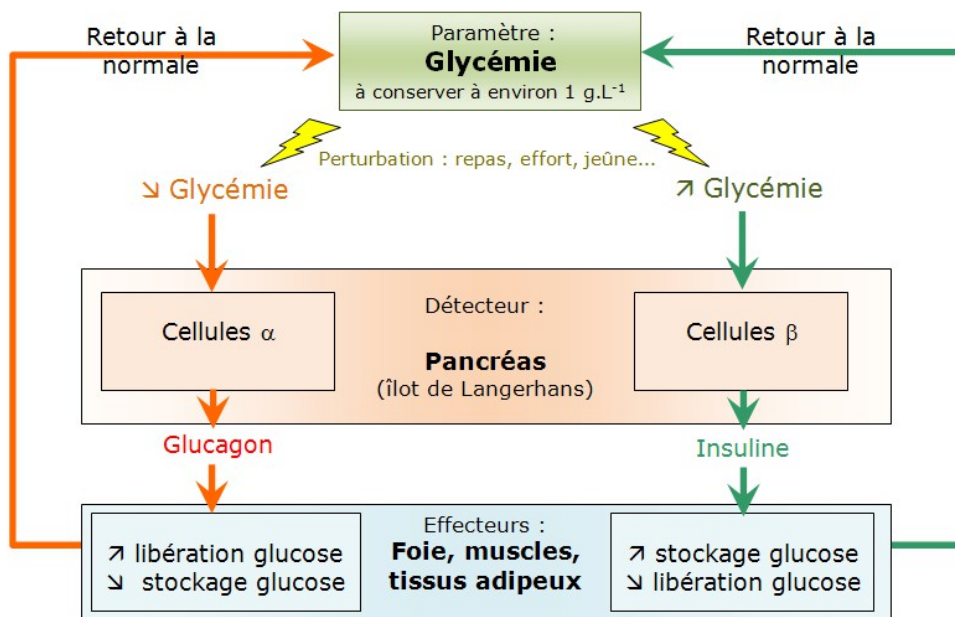 Retour à la
normale
Paramètre :
Glycémie
à conserver à environ 1 g.L⁻¹
Retour à la
normale
Perturbation : repas, effort, jeûne...
↘ Glycémie
↗ Glycémie
Cellules α
Détecteur :
Pancréas
(îlot de Langerhans)
Cellules β
Glucagon
Insuline
↗ libération glucose
↘ stockage glucose
Effecteurs :
Foie, muscles,
tissus adipeux
↗ stockage glucose
↘ libération glucose